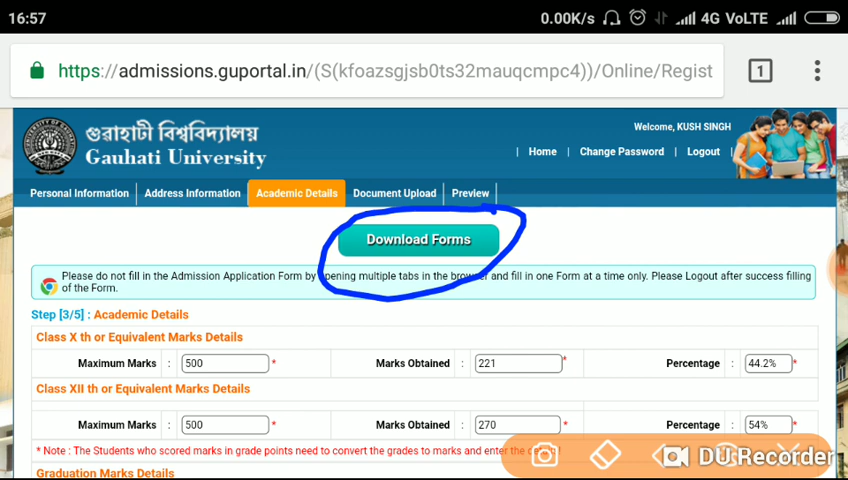 16:57 0.00K/s 4G VoLTE
https://admissions.guportal.in/(S(kfoazsgjsb0ts32mauqcmpc4))/Online/Regist 1
গুৱাহাটী বিশ্ববিদ্যালয়
Gauhati University
Welcome, KUSH SINGH
| Home | Change Password | Logout |
Personal Information Address Information Academic Details Document Upload Preview
Download Forms
Please do not fill in the Admission Application Form by opening multiple tabs in the browser and fill in one Form at a time only. Please Logout after success filling
of the Form.
Step [3/5] : Academic Details
Class X th or Equivalent Marks Details
Maximum Marks : 500 * Marks Obtained : 221 * Percentage : 44.2% *
Class XII th or Equivalent Marks Details
Maximum Marks : 500 * Marks Obtained : 270 * Percentage : 54% *
* Note : The Students who scored marks in grade points need to convert the grades to marks and enter the
Graduation Marks Details
DU Recorder